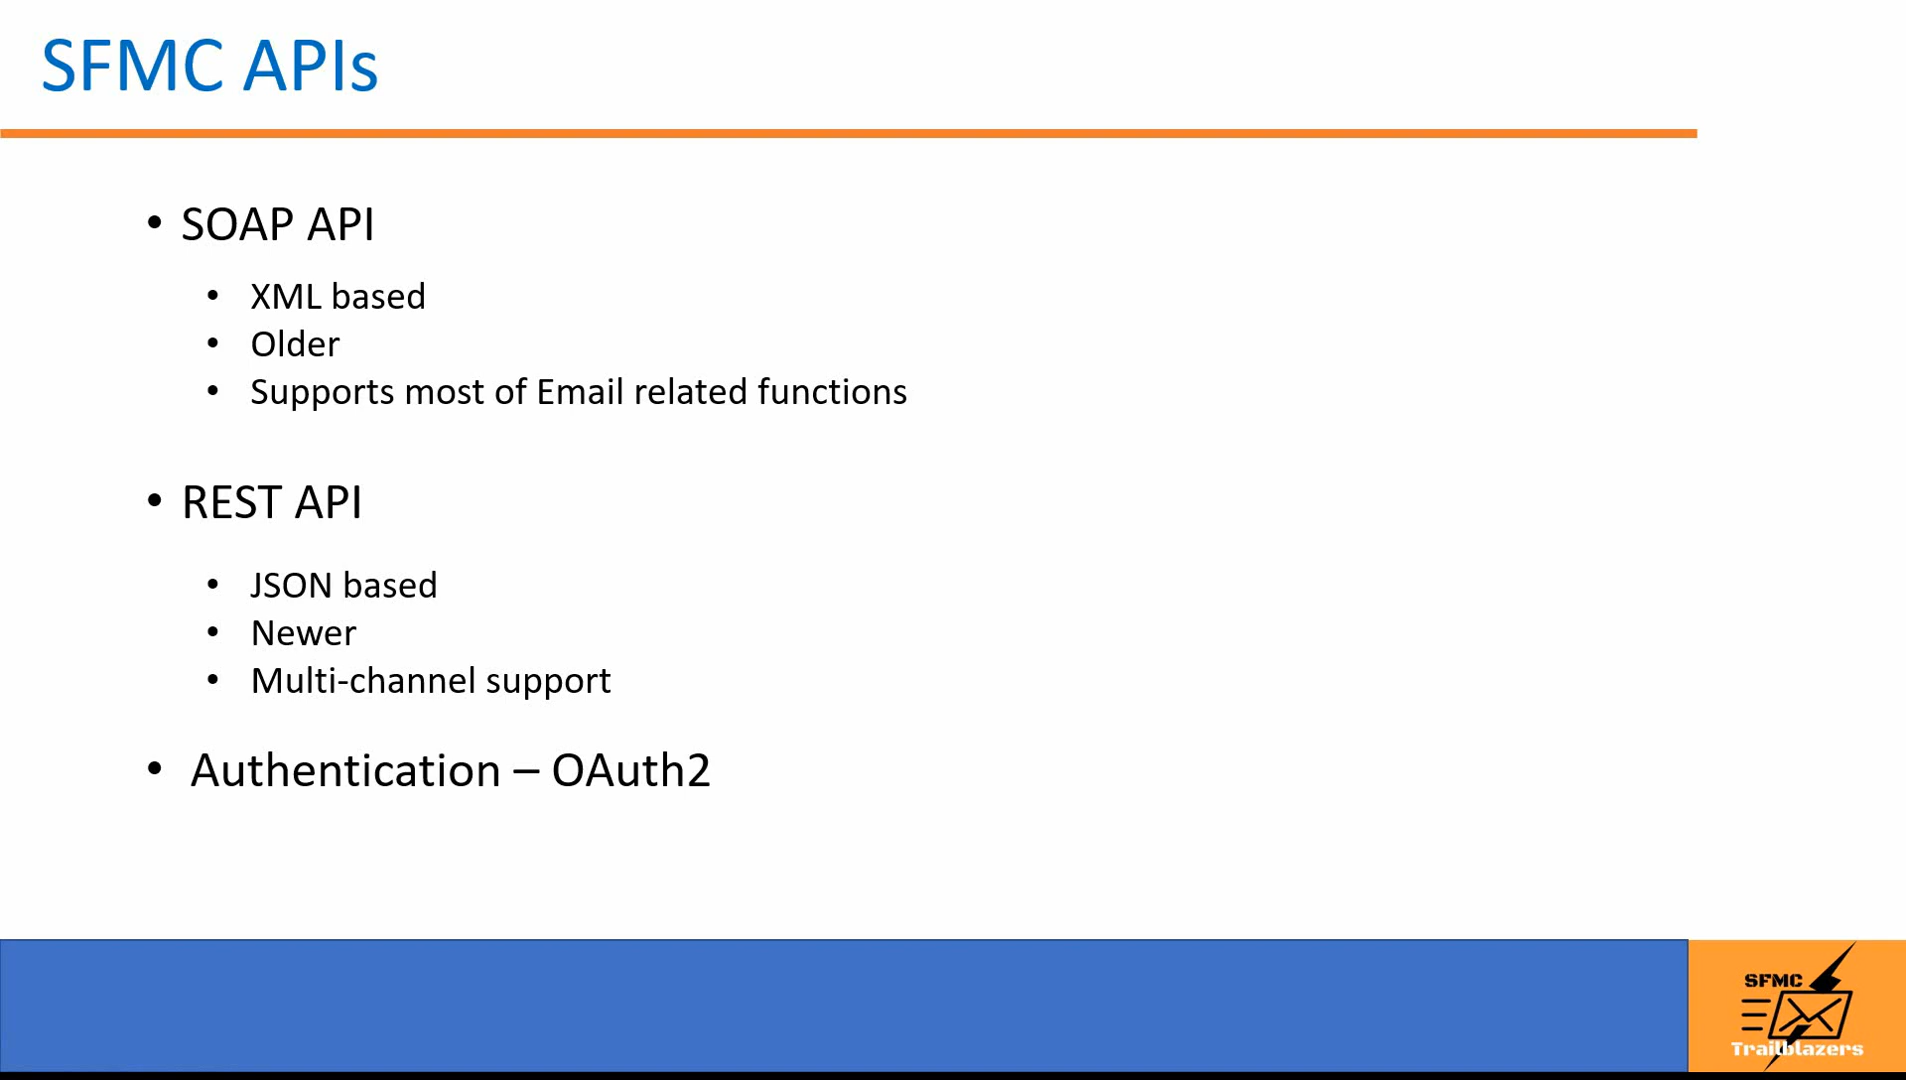 SFMC APIs
• SOAP API
• XML based
• Older
• Supports most of Email related functions
• REST API
• JSON based
• Newer
• Multi-channel support
• Authentication – OAuth2
SFMC
Trailblazers